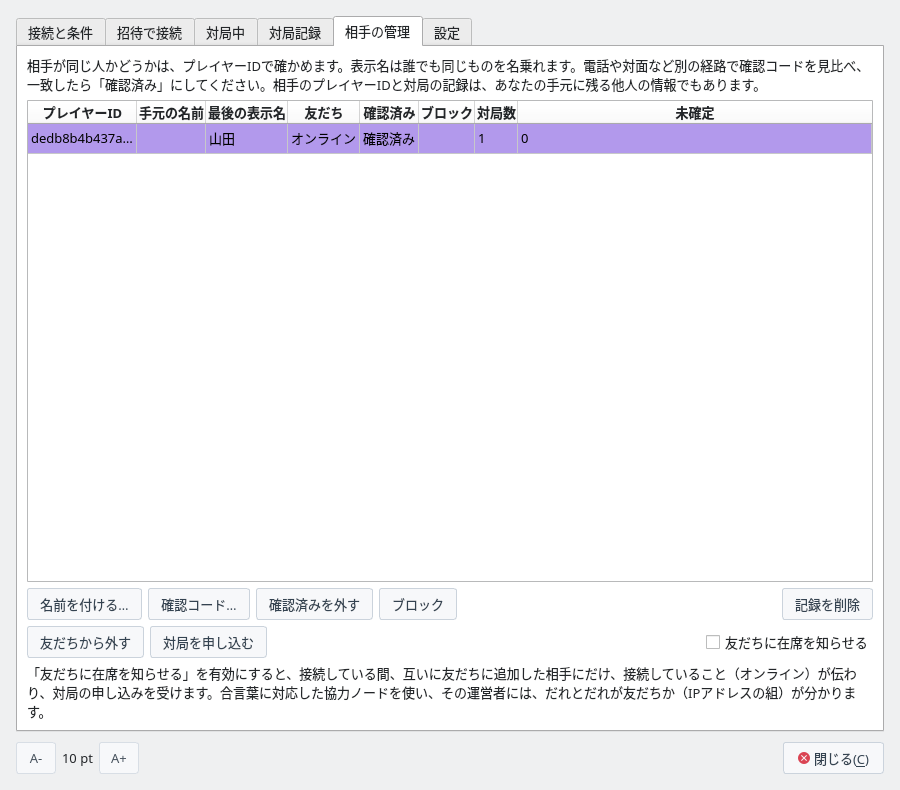 接続と条件 招待で接続 対局中 対局記録 相手の管理 設定
相手が同じ人かどうかは、プレイヤーIDで確かめます。表示名は誰でも同じものを名乗れます。電話や対面など別の経路で確認コードを見比べ、
一致したら「確認済み」にしてください。相手のプレイヤーIDと対局の記録は、あなたの手元に残る他人の情報でもあります。
プレイヤーID 手元の名前 最後の表示名 友だち 確認済み ブロック 対局数 未確定
dedb8b4b437a... 山田 オンライン 確認済み 1 0
名前を付ける... 確認コード... 確認済みを外す ブロック 記録を削除
友だちから外す 対局を申し込む 友だちに在席を知らせる
「友だちに在席を知らせる」を有効にすると、接続している間、互いに友だちに追加した相手にだけ、接続していること（オンライン）が伝わ
り、対局の申し込みを受けます。合言葉に対応した協力ノードを使い、その運営者には、だれとだれが友だちか（IPアドレスの組）が分かりま
す。
A- 10 pt A+ 閉じる(C)